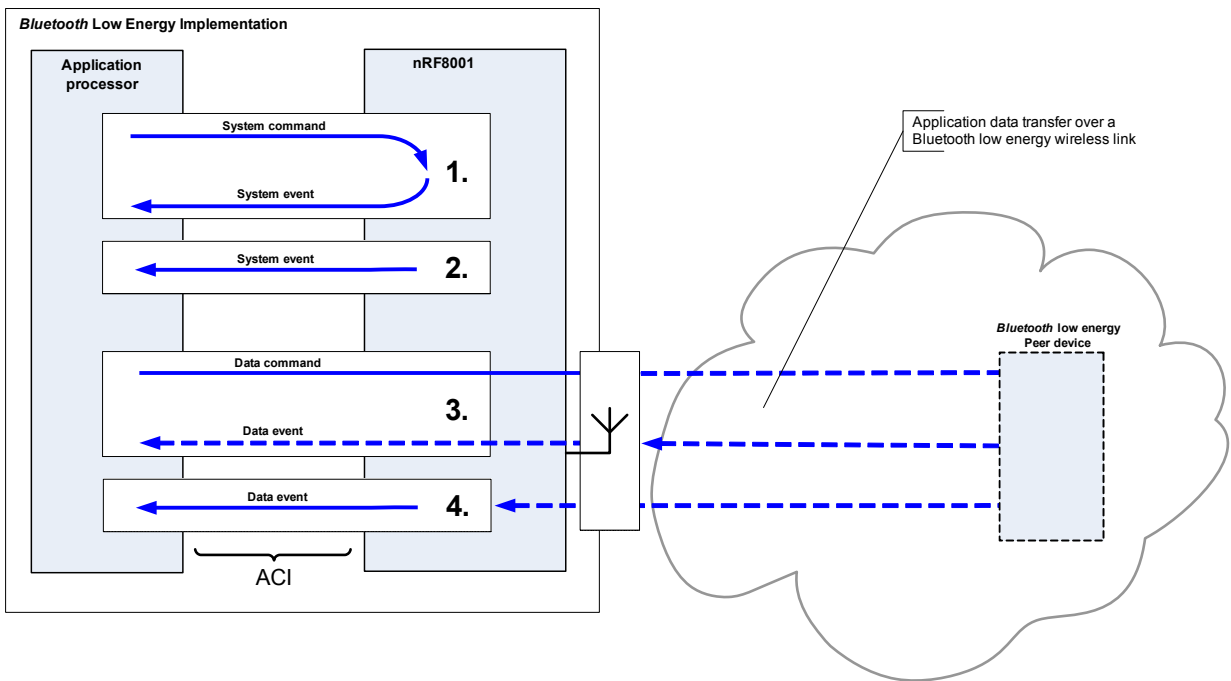 Bluetooth Low Energy Implementation
Application
processor
nRF8001
System command
1.
System event
System event
2.
Data command
3.
Data event
Data event
4.
ACI
Application data transfer over a
Bluetooth low energy wireless link
Bluetooth low energy
Peer device